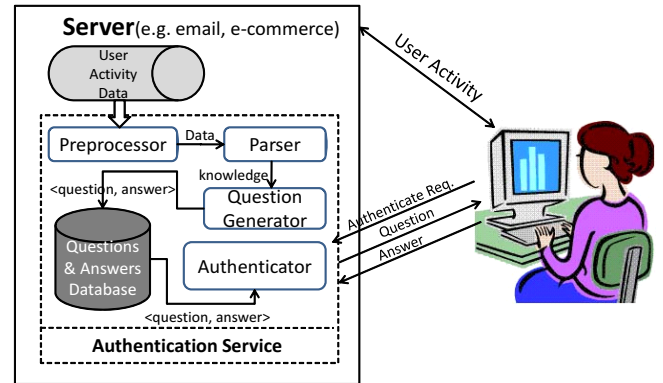 Server(e.g. email, e-commerce)
User
Activity
Data
User Activity
Preprocessor
Data
Parser
knowledge
<question, answer>
Question
Generator
Authenticate Req.
Question
Answer
Questions
& Answers
Database
Authenticator
<question, answer>
Authentication Service